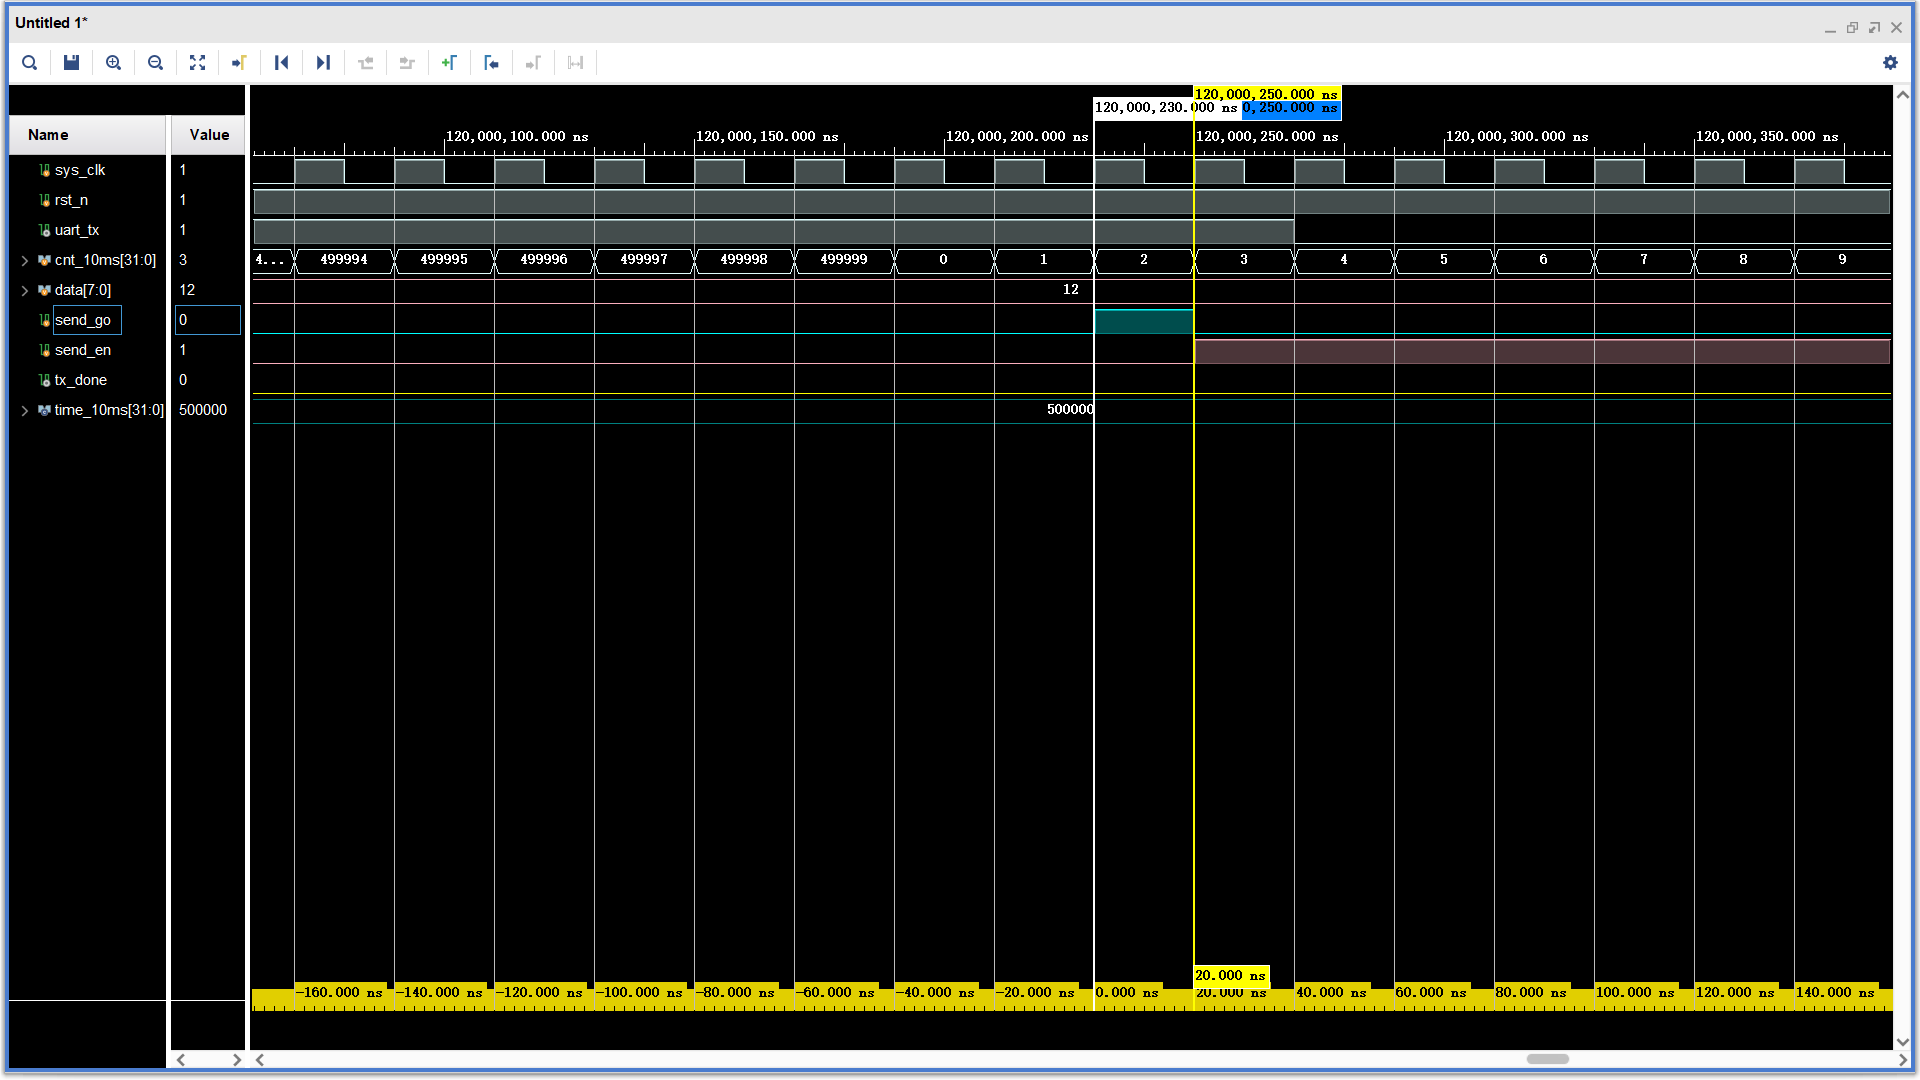 Untitled 1*
120,000,250.000 ns
120,000,230.000 ns 0,250.000 ns
Name Value
120,000,100.000 ns 120,000,150.000 ns 120,000,200.000 ns 120,000,250.000 ns 120,000,300.000 ns 120,000,350.000 ns
sys_clk 1
rst_n 1
uart_tx 1
cnt_10ms[31:0] 3 4... 499994 499995 499996 499997 499998 499999 0 1 2 3 4 5 6 7 8 9
data[7:0] 12 12
send_go 0
send_en 1
tx_done 0
time_10ms[31:0] 500000 500000
20.000 ns
-160.000 ns -140.000 ns -120.000 ns -100.000 ns -80.000 ns -60.000 ns -40.000 ns -20.000 ns 0.000 ns 20.000 ns 40.000 ns 60.000 ns 80.000 ns 100.000 ns 120.000 ns 140.000 ns